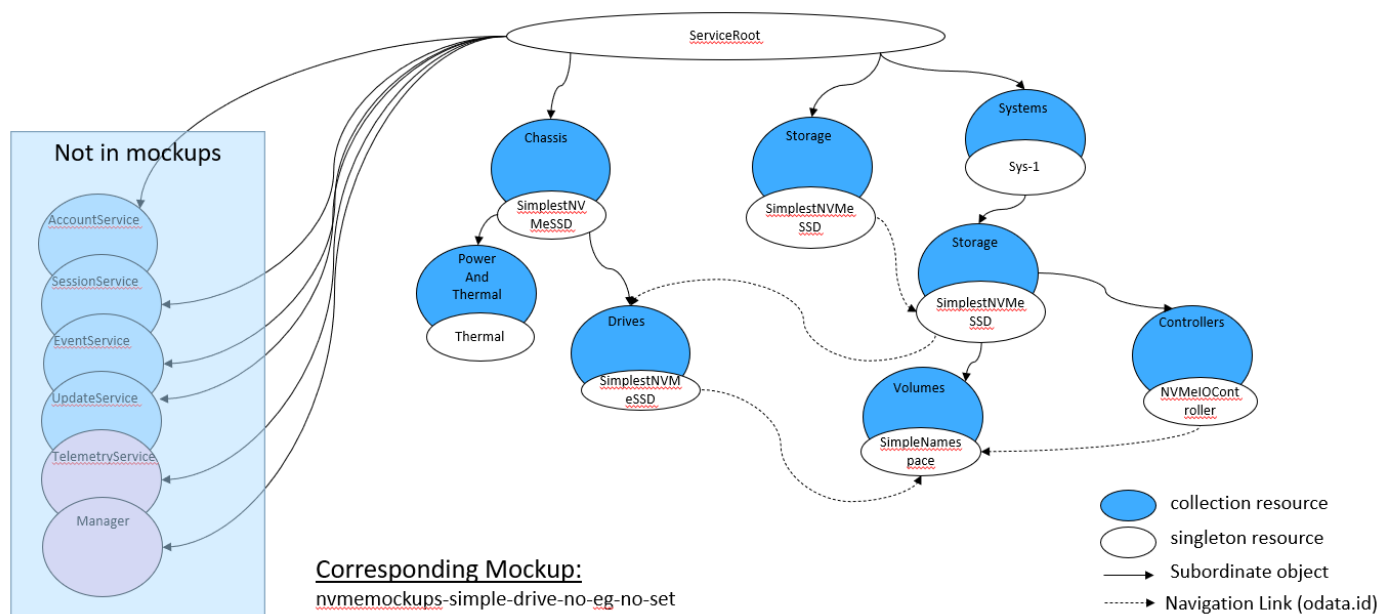 ServiceRoot
Not in mockups
AccountService
SessionService
EventService
UpdateService
TelemetryService
Manager
Chassis
SimplestNV
MeSSD
Power
And
Thermal
Thermal
Drives
SimplestNVM
eSSD
Storage
SimplestNVMe
SSD
Systems
Sys-1
Storage
SimplestNVMe
SSD
Volumes
SimpleNames
pace
Controllers
NVMeIOCont
roller
collection resource
singleton resource
Subordinate object
Navigation Link (odata.id)
Corresponding Mockup:
nvmemockups-simple-drive-no-eg-no-set